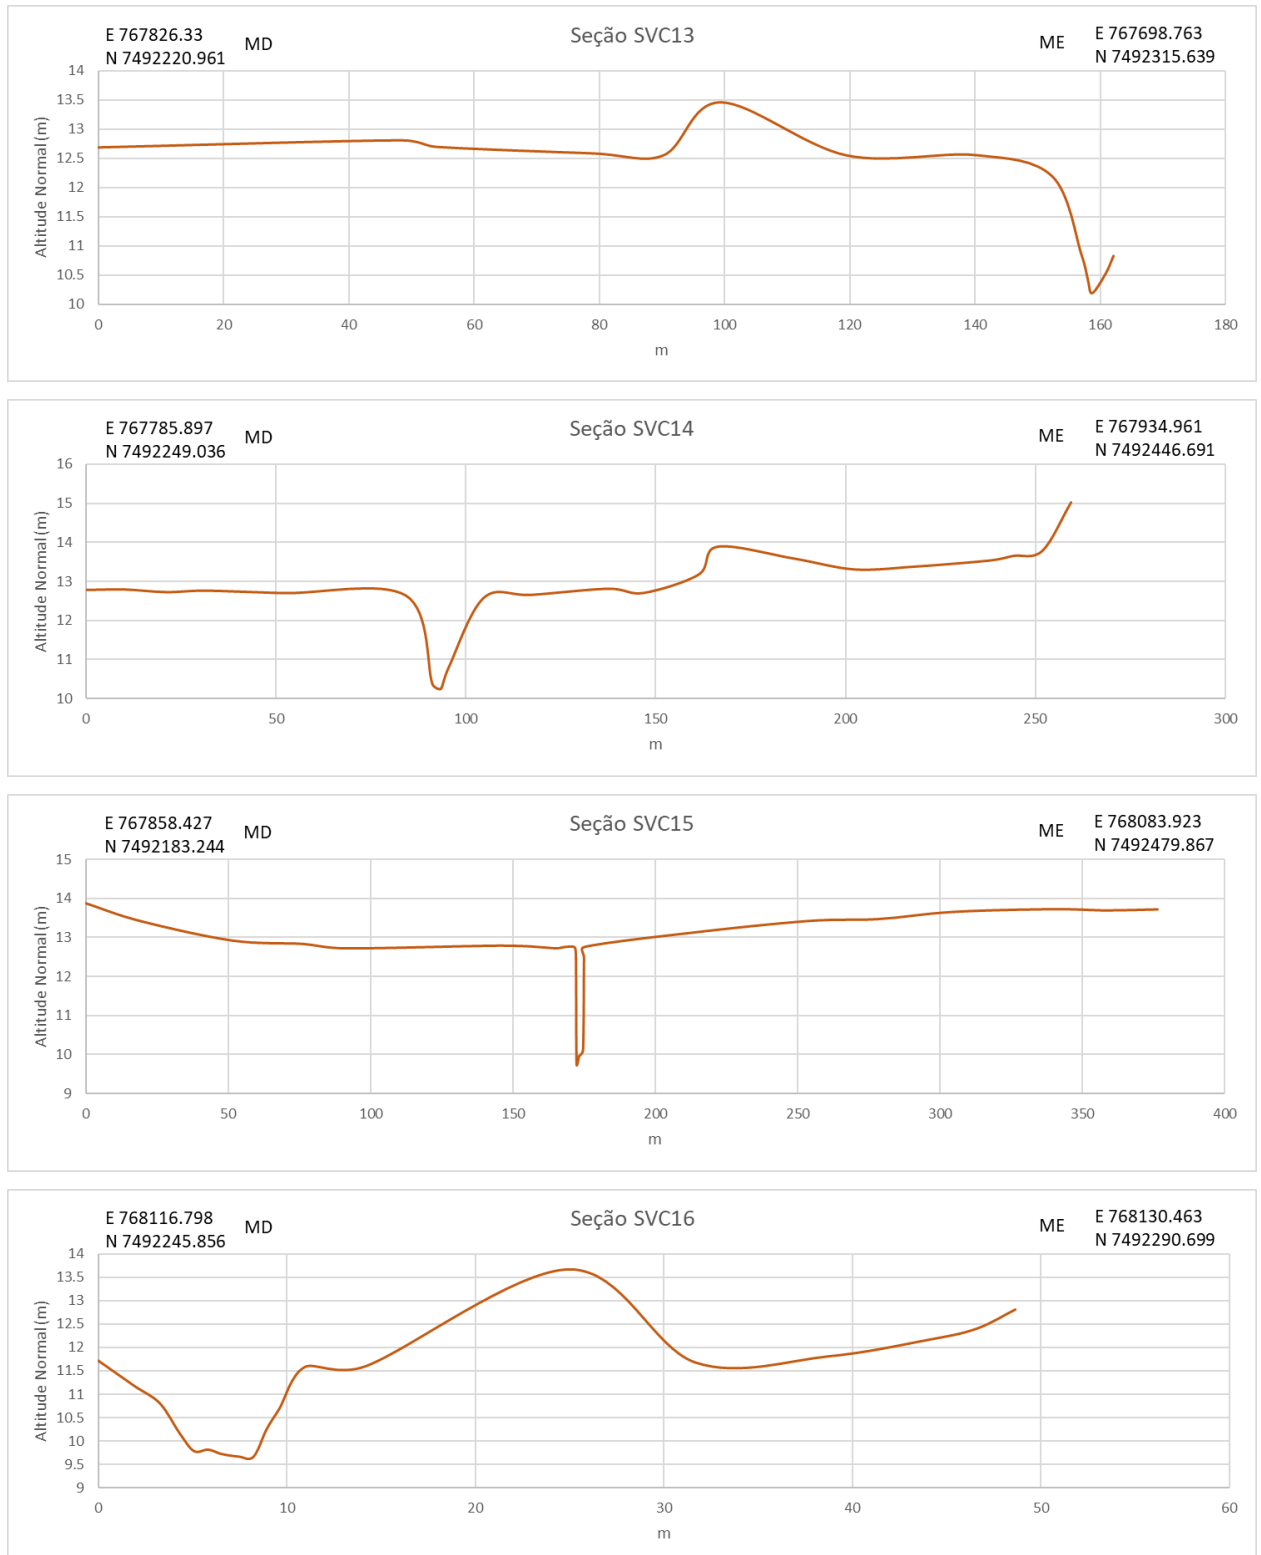 E 767826.33
N 7492220.961
MD
Seção SVC13
ME
E 767698.763
N 7492315.639
Altitude Normal (m)
14
13.5
13
12.5
12
11.5
11
10.5
10
0 20 40 60 80 100 120 140 160 180
m
E 767785.897
N 7492249.036
MD
Seção SVC14
ME
E 767934.961
N 7492446.691
Altitude Normal (m)
16
15
14
13
12
11
10
0 50 100 150 200 250 300
m
E 767858.427
N 7492183.244
MD
Seção SVC15
ME
E 768083.923
N 7492479.867
Altitude Normal (m)
15
14
13
12
11
10
9
0 50 100 150 200 250 300 350 400
m
E 768116.798
N 7492245.856
MD
Seção SVC16
ME
E 768130.463
N 7492290.699
Altitude Normal (m)
14
13.5
13
12.5
12
11.5
11
10.5
10
9.5
9
0 10 20 30 40 50 60
m